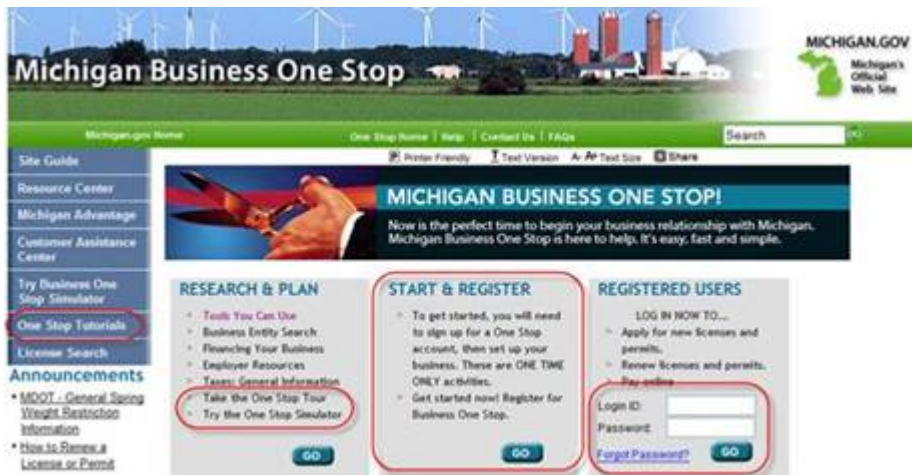 Michigan Business One Stop
MICHIGAN.GOV
Michigan's
Official
Web Site
Michigan.gov Home
One Stop Home | Help | Contact Us | FAQs
Search
Printer Friendly
Text Version
A- A+ Text Size
Share
Site Guide
Resource Center
Michigan Advantage
Customer Assistance
Center
Try Business One
Stop Simulator
One Stop Tutorials
License Search
Announcements
• MDOT - General Spring
Weight Restriction
Information
• How to Renew a
License or Permit
MICHIGAN BUSINESS ONE STOP!
Now is the perfect time to begin your business relationship with Michigan.
Michigan Business One Stop is here to help. It's easy, fast and simple.
RESEARCH & PLAN
Tools You Can Use
Business Entity Search
Financing Your Business
Employer Resources
Taxes: General Information
Take the One Stop Tour
Try the One Stop Simulator
GO
START & REGISTER
To get started, you will need
to sign up for a One Stop
account, then set up your
business. These are ONE TIME
ONLY activities.
Get started now! Register for
Business One Stop.
GO
REGISTERED USERS
LOG IN NOW TO...
Apply for new licenses and
permits.
Renew licenses and permits.
Pay online
Login ID:
Password:
Forgot Password?
GO